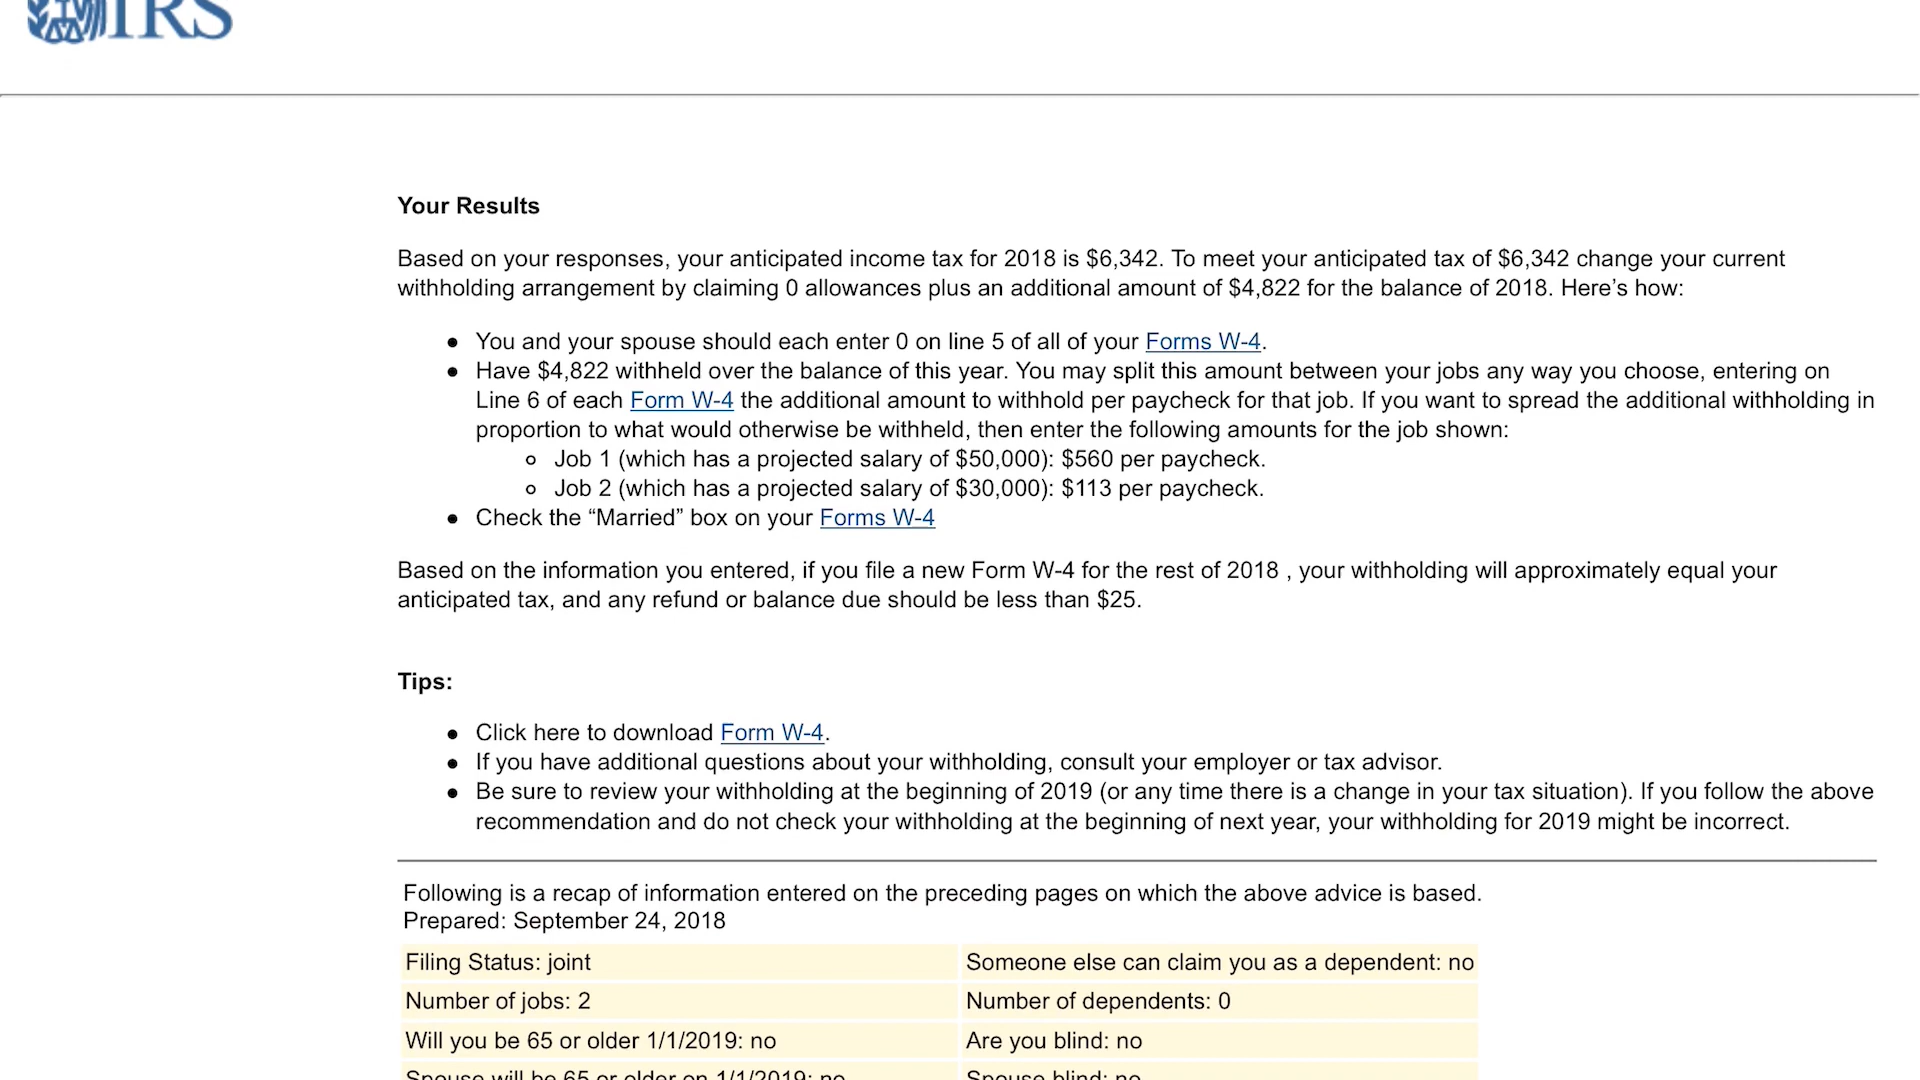 IRS
Your Results
Based on your responses, your anticipated income tax for 2018 is $6,342. To meet your anticipated tax of $6,342 change your current
withholding arrangement by claiming 0 allowances plus an additional amount of $4,822 for the balance of 2018. Here’s how:
● You and your spouse should each enter 0 on line 5 of all of your Forms W-4.
● Have $4,822 withheld over the balance of this year. You may split this amount between your jobs any way you choose, entering on
Line 6 of each Form W-4 the additional amount to withhold per paycheck for that job. If you want to spread the additional withholding in
proportion to what would otherwise be withheld, then enter the following amounts for the job shown:
○ Job 1 (which has a projected salary of $50,000): $560 per paycheck.
○ Job 2 (which has a projected salary of $30,000): $113 per paycheck.
● Check the “Married” box on your Forms W-4
Based on the information you entered, if you file a new Form W-4 for the rest of 2018 , your withholding will approximately equal your
anticipated tax, and any refund or balance due should be less than $25.
Tips:
● Click here to download Form W-4.
● If you have additional questions about your withholding, consult your employer or tax advisor.
● Be sure to review your withholding at the beginning of 2019 (or any time there is a change in your tax situation). If you follow the above
recommendation and do not check your withholding at the beginning of next year, your withholding for 2019 might be incorrect.
Following is a recap of information entered on the preceding pages on which the above advice is based.
Prepared: September 24, 2018
Filing Status: joint Someone else can claim you as a dependent: no
Number of jobs: 2 Number of dependents: 0
Will you be 65 or older 1/1/2019: no Are you blind: no
Spouse will be 65 or older on 1/1/2019: no Spouse blind: no